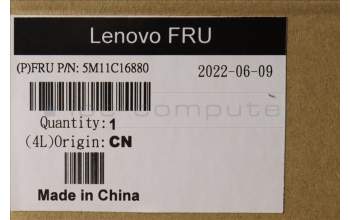 Lenovo FRU
(P)FRU P/N: 5M11C16880 2022-06-09
Quantity: 1
(4L)Origin: CN
Made in China